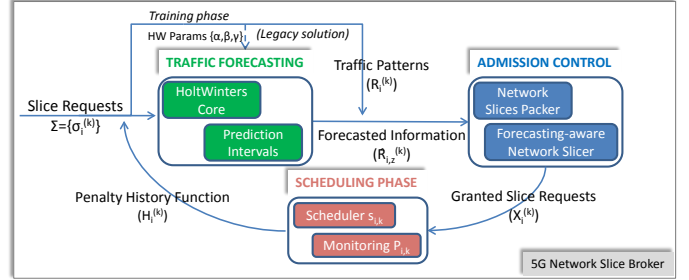 Training phase
HW Params {α,β,γ} (Legacy solution)
TRAFFIC FORECASTING
ADMISSION CONTROL
Traffic Patterns
(Rᵢ⁽ᵏ⁾)
HoltWinters
Core
Network
Slices Packer
Slice Requests
Σ={σᵢ⁽ᵏ⁾}
Prediction
Intervals
Forecasted Information
(R̂ᵢ,z⁽ᵏ⁾)
Forecasting-aware
Network Slicer
SCHEDULING PHASE
Penalty History Function
(Hᵢ⁽ᵏ⁾)
Scheduler sᵢ,ₖ
Monitoring Pᵢ,ₖ
Granted Slice Requests
(Xᵢ⁽ᵏ⁾)
5G Network Slice Broker